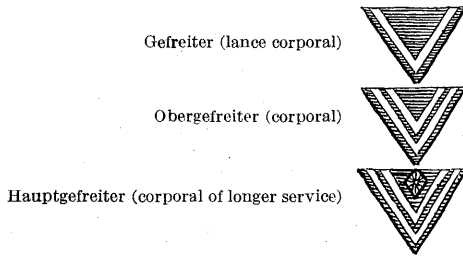 Gefreiter (lance corporal)
Obergefreiter (corporal)
Hauptgefreiter (corporal of longer service)